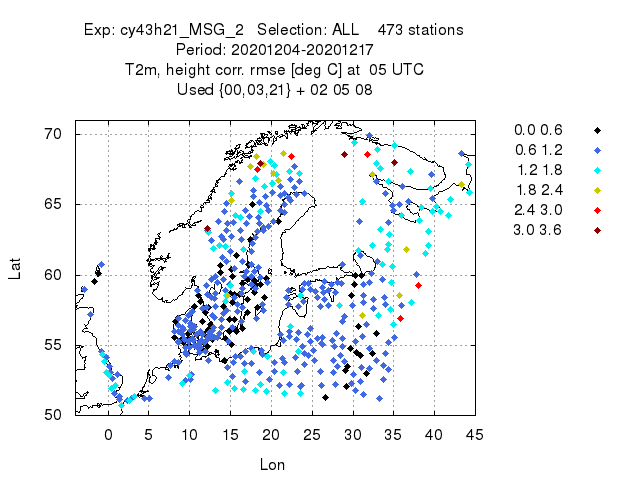 Exp: cy43h21_MSG_2 Selection: ALL 473 stations
Period: 20201204-20201217
T2m, height corr. rmse [deg C] at 05 UTC
Used {00,03,21} + 02 05 08
70
65
60
55
50
Lat
0 5 10 15 20 25 30 35 40 45
Lon
0.0 0.6
0.6 1.2
1.2 1.8
1.8 2.4
2.4 3.0
3.0 3.6